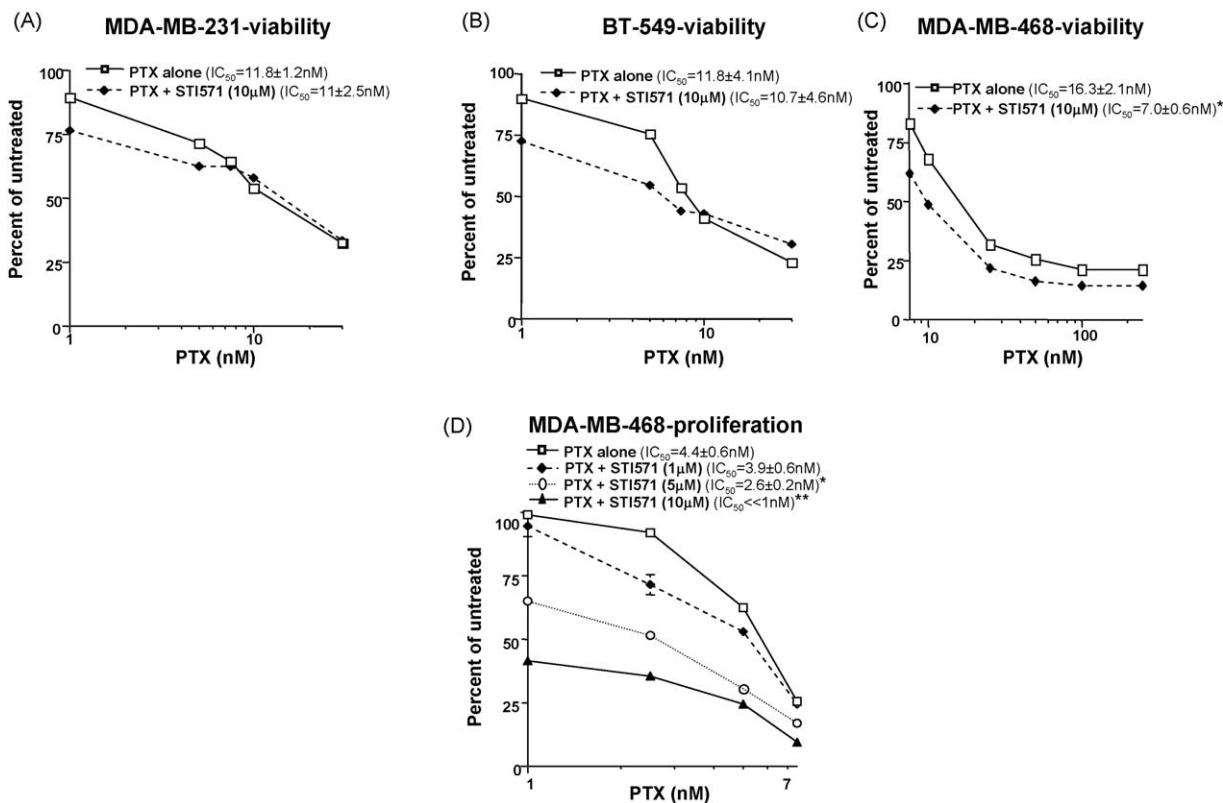 (A)
MDA-MB-231-viability
PTX alone (IC50=11.8±1.2nM)
PTX + STI571 (10μM) (IC50=11±2.5nM)
Percent of untreated
100
75
50
25
0
1
10
PTX (nM)
(B)
BT-549-viability
PTX alone (IC50=11.8±4.1nM)
PTX + STI571 (10μM) (IC50=10.7±4.6nM)
Percent of untreated
100
75
50
25
0
1
10
PTX (nM)
(C)
MDA-MB-468-viability
PTX alone (IC50=16.3±2.1nM)
PTX + STI571 (10μM) (IC50=7.0±0.6nM)*
Percent of untreated
100
75
50
25
0
10
100
PTX (nM)
(D)
MDA-MB-468-proliferation
PTX alone (IC50=4.4±0.6nM)
PTX + STI571 (1μM) (IC50=3.9±0.6nM)
PTX + STI571 (5μM) (IC50=2.6±0.2nM)*
PTX + STI571 (10μM) (IC50<<1nM)**
Percent of untreated
100
75
50
25
0
1
7
PTX (nM)